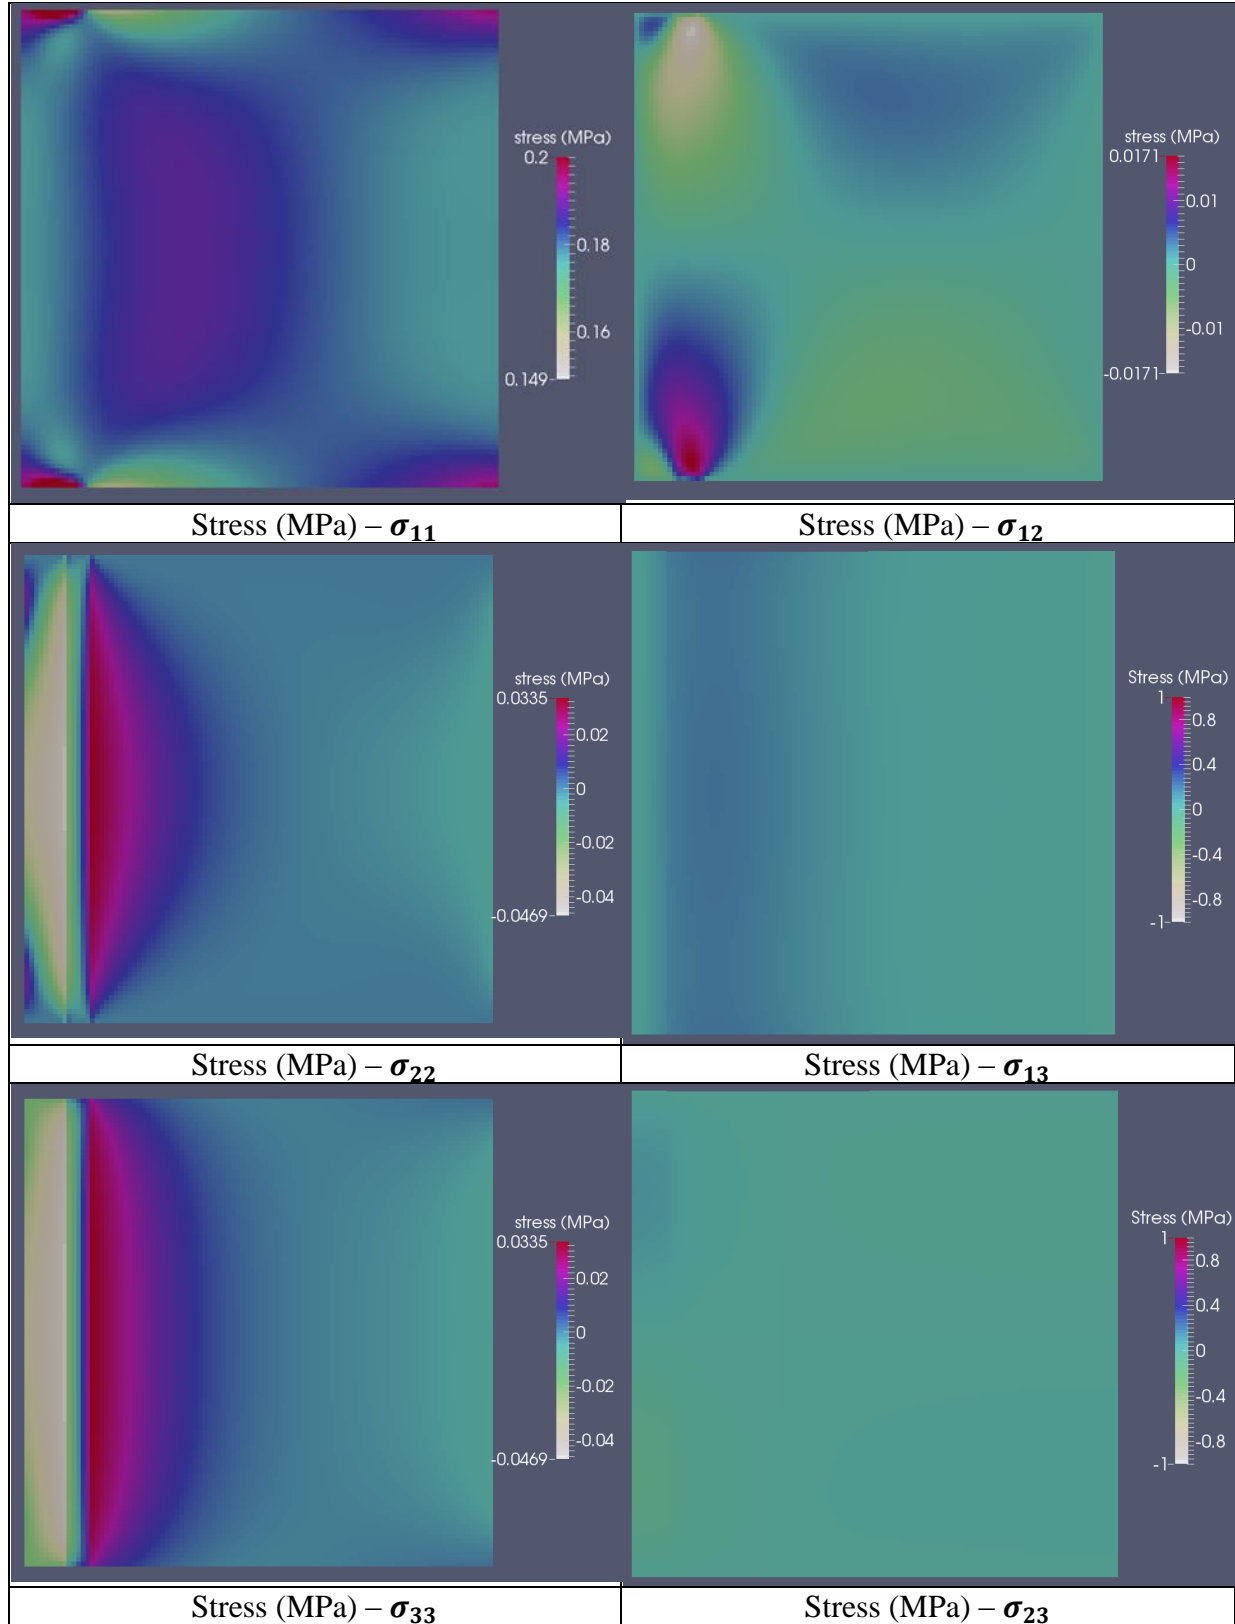 stress (MPa)
0.2
0.18
0.16
0.149
stress (MPa)
0.0171
0.01
0
-0.01
-0.0171
Stress (MPa) – σ11
Stress (MPa) – σ12
stress (MPa)
0.0335
0.02
0
-0.02
-0.04
-0.0469
Stress (MPa)
1
0.8
0.4
0
-0.4
-0.8
-1
Stress (MPa) – σ22
Stress (MPa) – σ13
stress (MPa)
0.0335
0.02
0
-0.02
-0.04
-0.0469
Stress (MPa)
1
0.8
0.4
0
-0.4
-0.8
-1
Stress (MPa) – σ33
Stress (MPa) – σ23